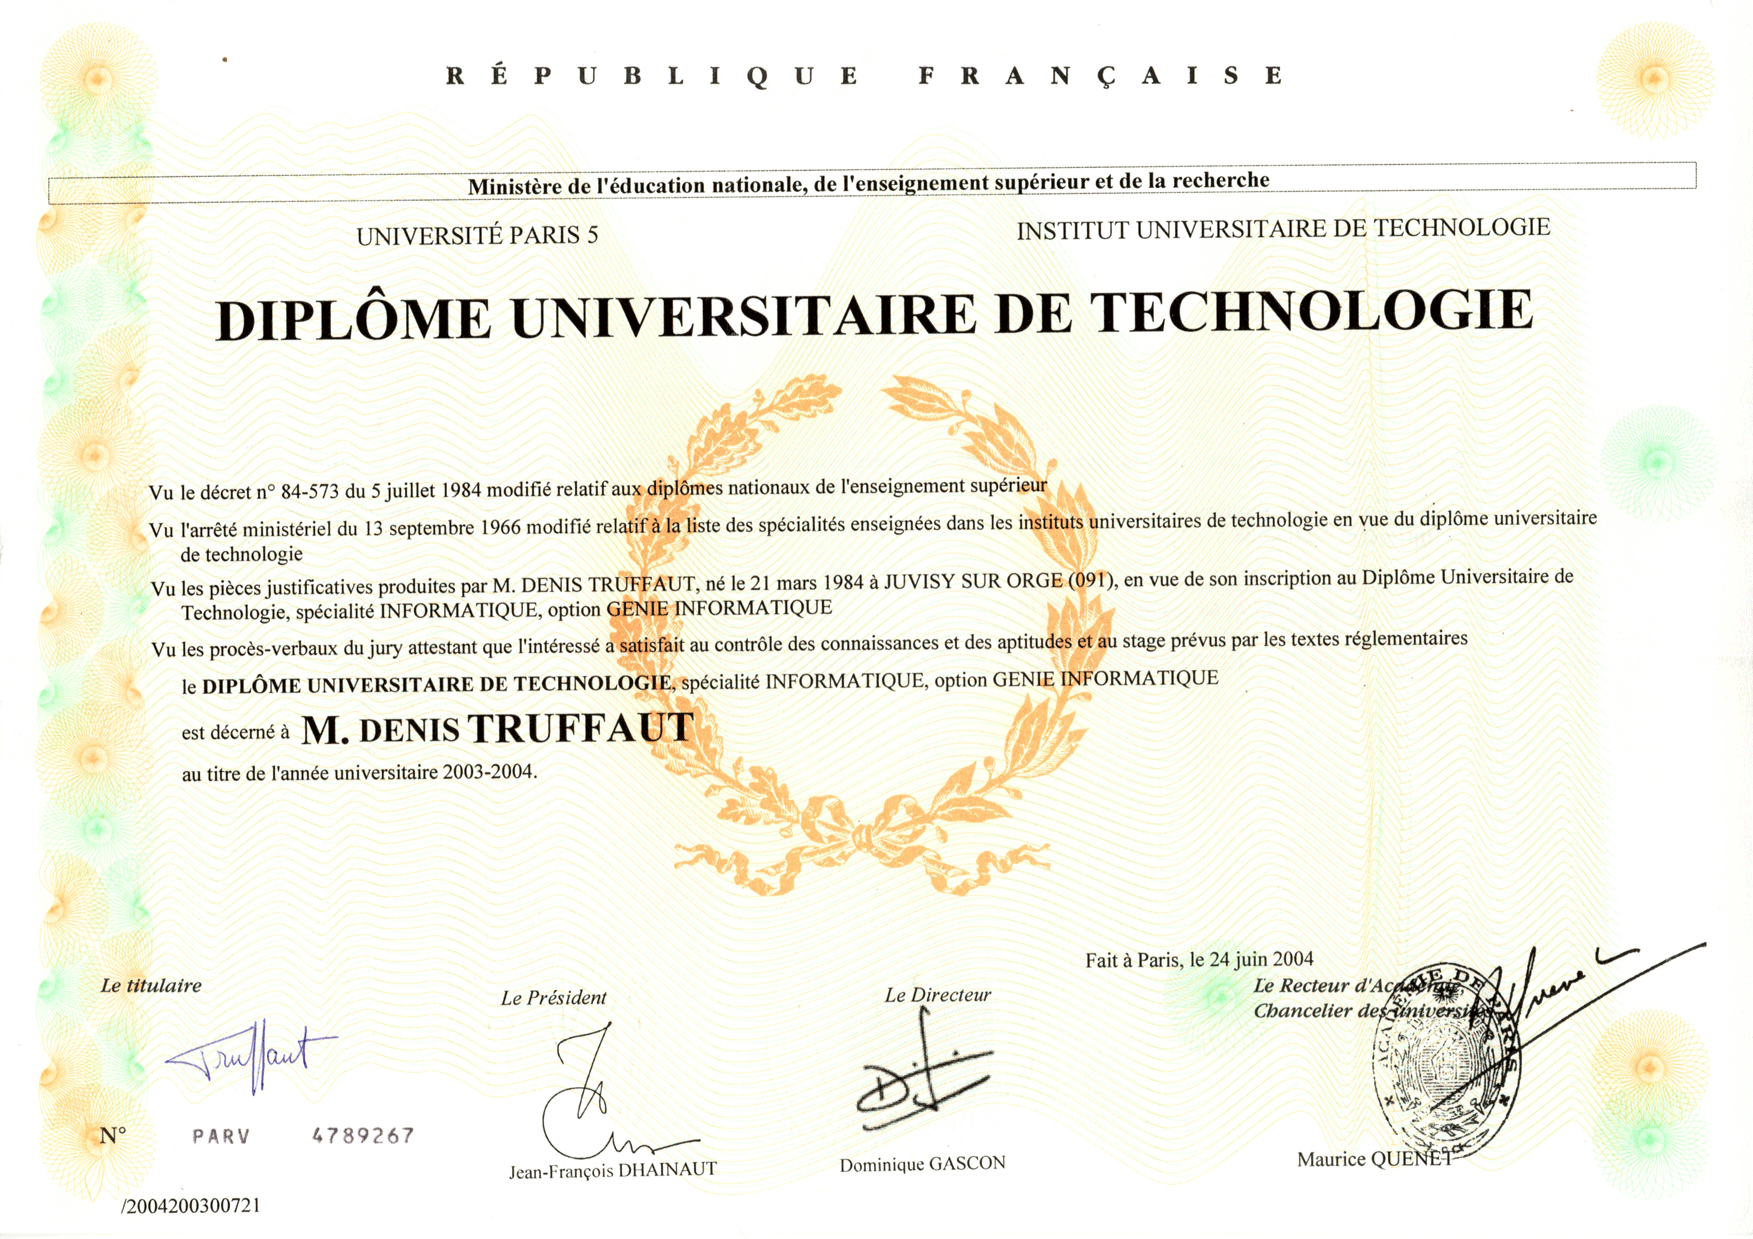 RÉPUBLIQUE FRANÇAISE
Ministère de l'éducation nationale, de l'enseignement supérieur et de la recherche
UNIVERSITÉ PARIS 5
INSTITUT UNIVERSITAIRE DE TECHNOLOGIE
DIPLÔME UNIVERSITAIRE DE TECHNOLOGIE
Vu le décret n° 84-573 du 5 juillet 1984 modifié relatif aux diplômes nationaux de l'enseignement supérieur
Vu l'arrêté ministériel du 13 septembre 1966 modifié relatif à la liste des spécialités enseignées dans les instituts universitaires de technologie en vue du diplôme universitaire
de technologie
Vu les pièces justificatives produites par M. DENIS TRUFFAUT, né le 21 mars 1984 à JUVISY SUR ORGE (091), en vue de son inscription au Diplôme Universitaire de
Technologie, spécialité INFORMATIQUE, option GENIE INFORMATIQUE
Vu les procès-verbaux du jury attestant que l'intéressé a satisfait au contrôle des connaissances et des aptitudes et au stage prévus par les textes réglementaires
le DIPLÔME UNIVERSITAIRE DE TECHNOLOGIE, spécialité INFORMATIQUE, option GENIE INFORMATIQUE
est décerné à M. DENIS TRUFFAUT
au titre de l'année universitaire 2003-2004.
Fait à Paris, le 24 juin 2004
Le titulaire
Le Président
Le Directeur
Le Recteur d'Académie,
Chancelier des universités
Truffaut
Quenet
ACADÉMIE DE PARIS
N° PARV 4789267
Jean-François DHAINAUT
Dominique GASCON
Maurice QUENET
/2004200300721